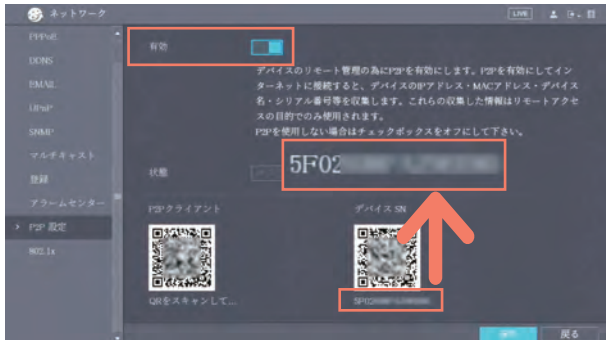 ネットワーク
LIVE
PPPoE
DDNS
EMAIL
UPnP
SNMP
マルチキャスト
登録
アラームセンター
P2P 設定
802.1x
有効
デバイスのリモート管理の為にP2Pを有効にします。P2Pを有効にしてイン
ターネットに接続すると、デバイスのIPアドレス・MACアドレス・デバイス
名・シリアル番号等を収集します。これらの収集した情報はリモートアクセ
スの目的でのみ使用されます。
P2Pを使用しない場合はチェックボックスをオフにして下さい。
状態
5F02
P2Pクライアント
デバイス SN
QRをスキャンして...
5F02
戻る